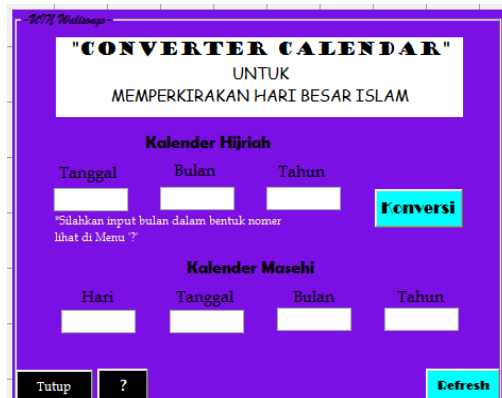 -UIN Walisongo-
"CONVERTER CALENDAR"
UNTUK
MEMPERKIRAKAN HARI BESAR ISLAM
Kalender Hijriah
Tanggal Bulan Tahun
Konversi
*Silahkan input bulan dalam bentuk nomer
lihat di Menu '?'
Kalender Masehi
Hari Tanggal Bulan Tahun
Tutup ? Refresh